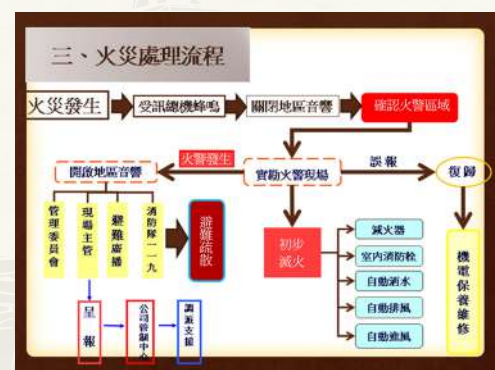 三、火災處理流程
火災發生
受訊總機蜂鳴
關閉地區音響
確認火警區域
開啟地區音響
火警發生
實勘火警現場
誤報
復歸
管理委員會
現場主管
避難廣播
消防隊一一九
避難疏散
初步滅火
滅火器
室內消防栓
自動洒水
自動排風
自動進風
機電保養維修
呈報
公司管制中心
調派支援